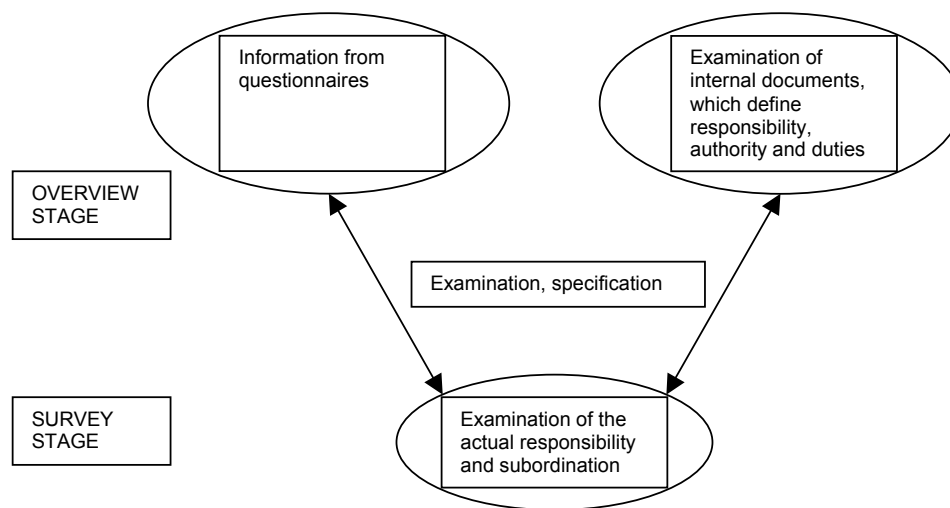 Information from
questionnaires
Examination of
internal documents,
which define
responsibility,
authority and duties
OVERVIEW
STAGE
Examination, specification
SURVEY
STAGE
Examination of the
actual responsibility
and subordination